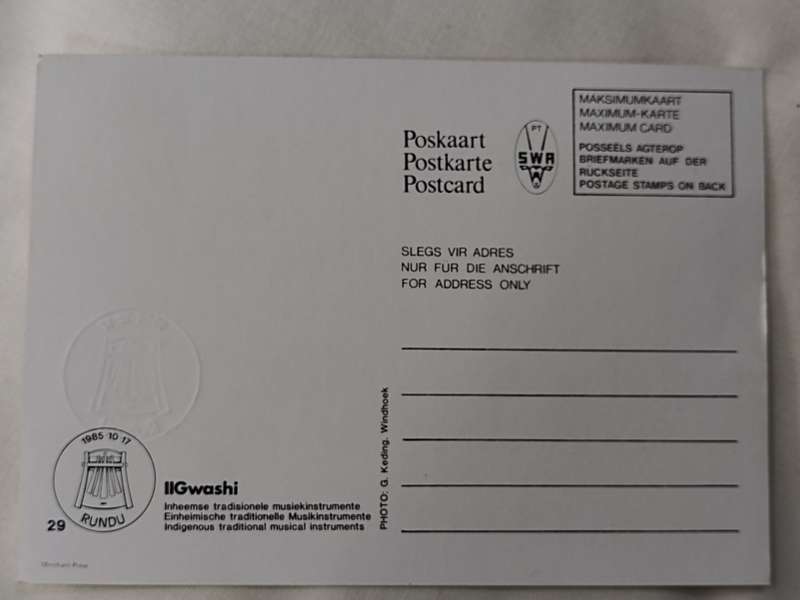 Poskaart
Postkarte
Postcard
PT
SWA
MAKSIMUMKAART
MAXIMUM-KARTE
MAXIMUM CARD
POSSEËLS AGTEROP
BRIEFMARKEN AUF DER
RÜCKSEITE
POSTAGE STAMPS ON BACK
SLEGS VIR ADRES
NUR FÜR DIE ANSCHRIFT
FOR ADDRESS ONLY
PHOTO: G. Keding, Windhoek
1985·10·17
RUNDU
29
IIGwashi
Inheemse tradisionele musiekinstrumente
Einheimische traditionelle Musikinstrumente
Indigenous traditional musical instruments